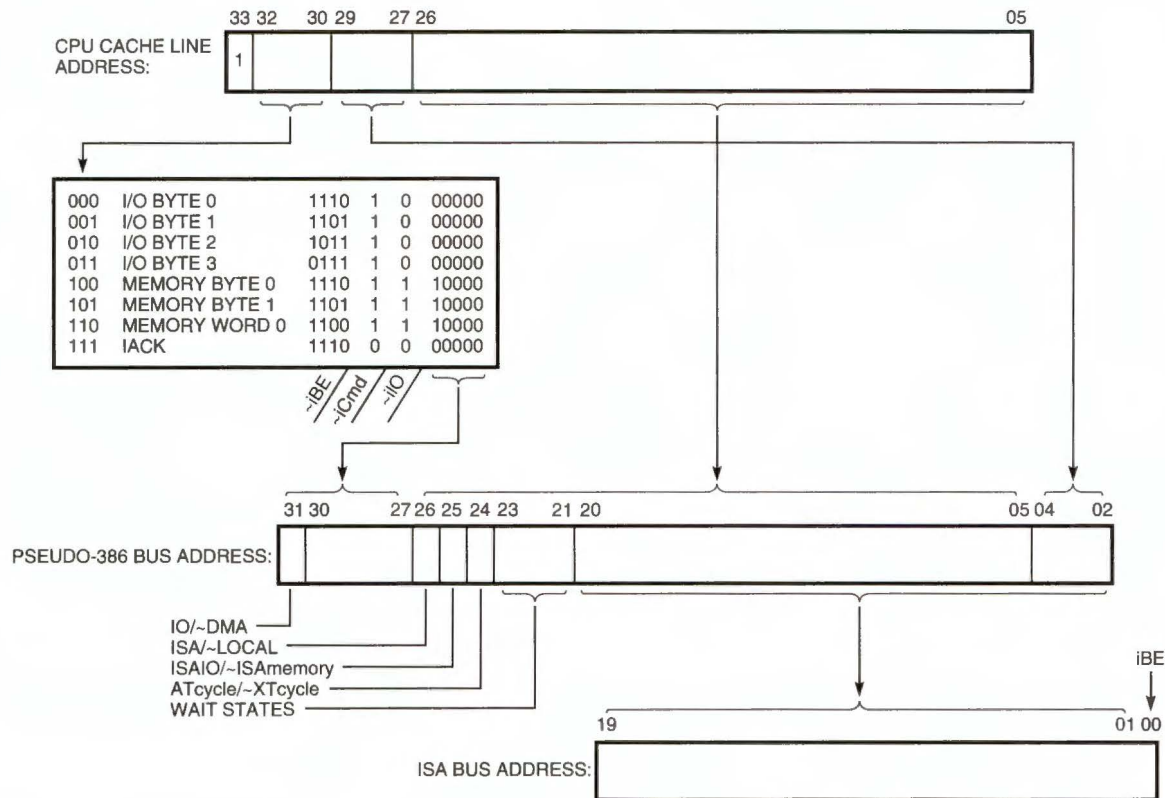 33 32 30 29 27 26 05
CPU CACHE LINE
ADDRESS:
1
000 I/O BYTE 0 1110 1 0 00000
001 I/O BYTE 1 1101 1 0 00000
010 I/O BYTE 2 1011 1 0 00000
011 I/O BYTE 3 0111 1 0 00000
100 MEMORY BYTE 0 1110 1 1 10000
101 MEMORY BYTE 1 1101 1 1 10000
110 MEMORY WORD 0 1100 1 1 10000
111 IACK 1110 0 0 00000
~iBE
~iCmd
~iIO
31 30 27 26 25 24 23 21 20 05 04 02
PSEUDO-386 BUS ADDRESS:
IO/~DMA
ISA/~LOCAL
ISAIO/~ISAmemory
ATcycle/~XTcycle
WAIT STATES
iBE
19 01 00
ISA BUS ADDRESS: